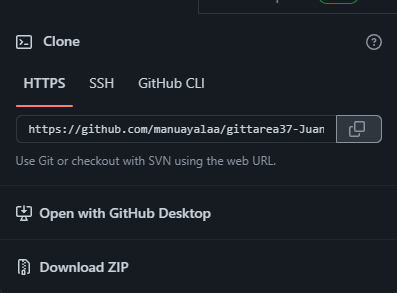 Clone
HTTPS SSH GitHub CLI
https://github.com/manuayalaa/gittarea37-Juan
Use Git or checkout with SVN using the web URL.
Open with GitHub Desktop
Download ZIP